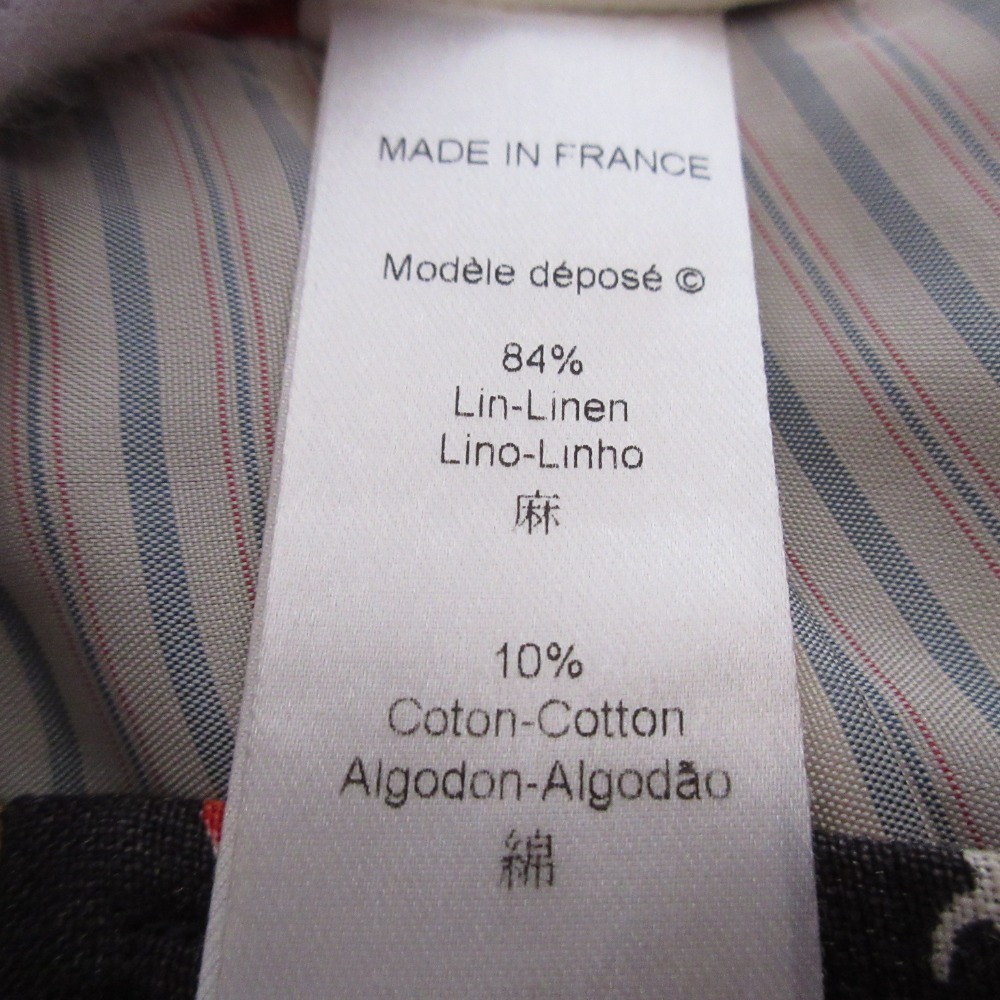 MADE IN FRANCE
Modèle déposé ©
84%
Lin-Linen
Lino-Linho
麻
10%
Coton-Cotton
Algodon-Algodão
綿